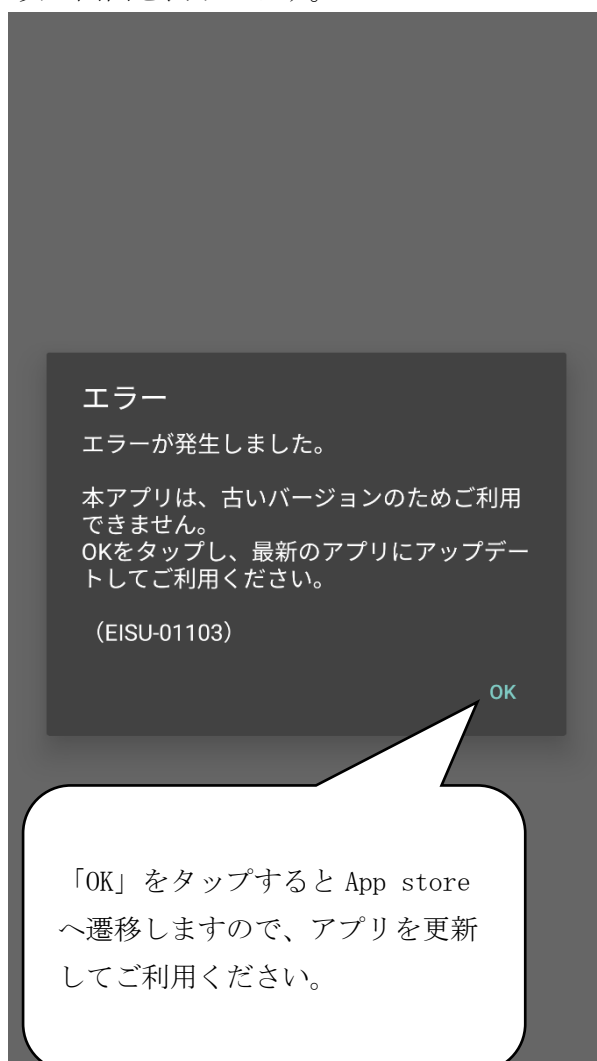 エラー
エラーが発生しました。
本アプリは、古いバージョンのためご利用
できません。
OKをタップし、最新のアプリにアップデー
トしてご利用ください。
（EISU-01103）
OK
「OK」をタップすると App store
へ遷移しますので、アプリを更新
してご利用ください。